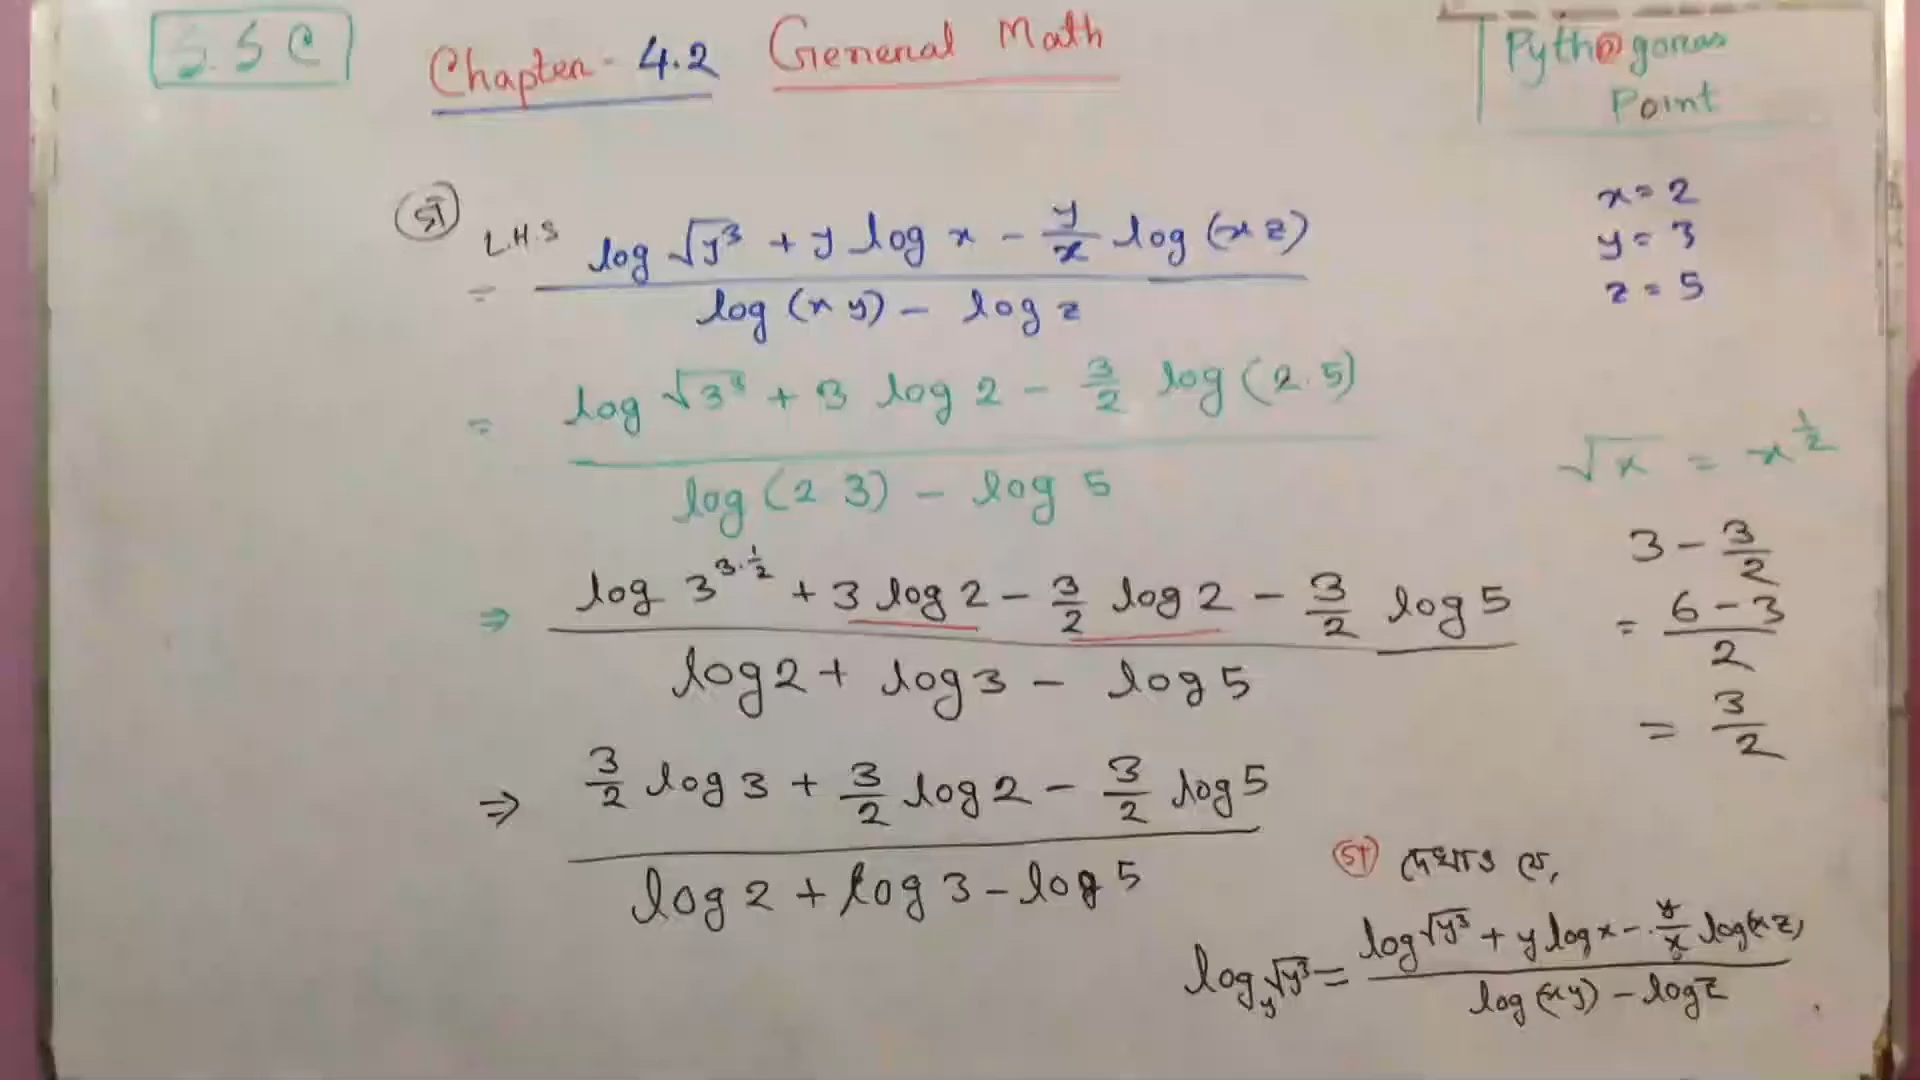 S.S C
Chapter - 4.2 General Math
Pythagoras
Point
x = 2
y = 3
z = 5
গ L.H.S
= (log √y³ + y log x - y/x log (x z)) / (log (x y) - log z)
= (log √3³ + 3 log 2 - 3/2 log (2.5)) / (log (2 3) - log 5)
√x = x^(1/2)
⇒ (log 3^(3·1/2) + 3 log 2 - 3/2 log 2 - 3/2 log 5) / (log 2 + log 3 - log 5)
3 - 3/2
= (6 - 3) / 2
= 3/2
⇒ (3/2 log 3 + 3/2 log 2 - 3/2 log 5) / (log 2 + log 3 - log 5)
গ দেখাও যে,
log_y √y³ = (log √y³ + y log x - y/x log(x z)) / (log (xy) - log z)